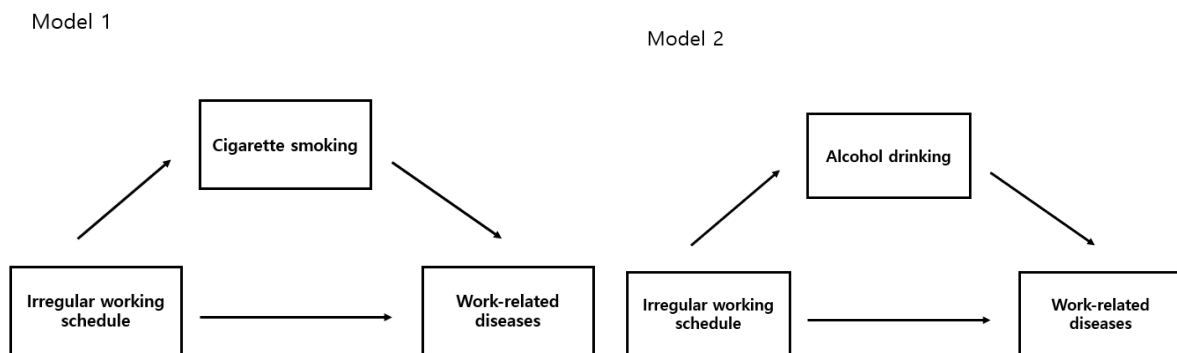 Model 1
Cigarette smoking
Irregular working
schedule
Work-related
diseases
Model 2
Alcohol drinking
Irregular working
schedule
Work-related
diseases